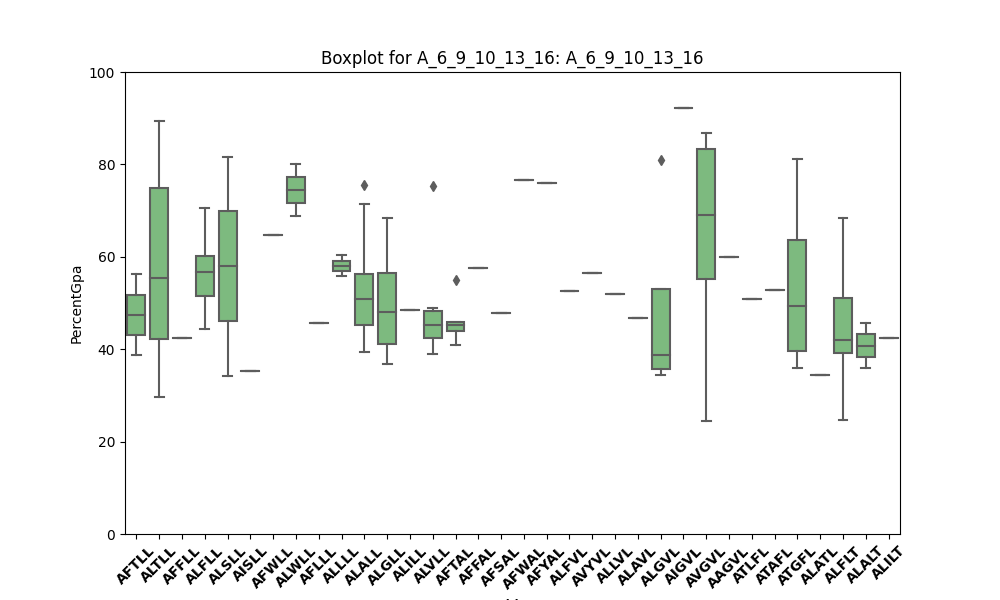 Boxplot for A_6_9_10_13_16: A_6_9_10_13_16
100
80
60
40
20
0
PercentGpa
AFTLL ALTLL AFFLL ALFLL ALSLL AISLL AFWLL ALWLL AFLLL ALLLL ALALL ALGLL ALILL ALVLL AFTAL AFFAL AFSAL AFWAL AFYAL ALFVL AVYVL ALLVL ALAVL ALGVL AIGVL AVGVL AAGVL ATLFL ATAFL ATGFL ALATL ALFLT ALALT ALILT